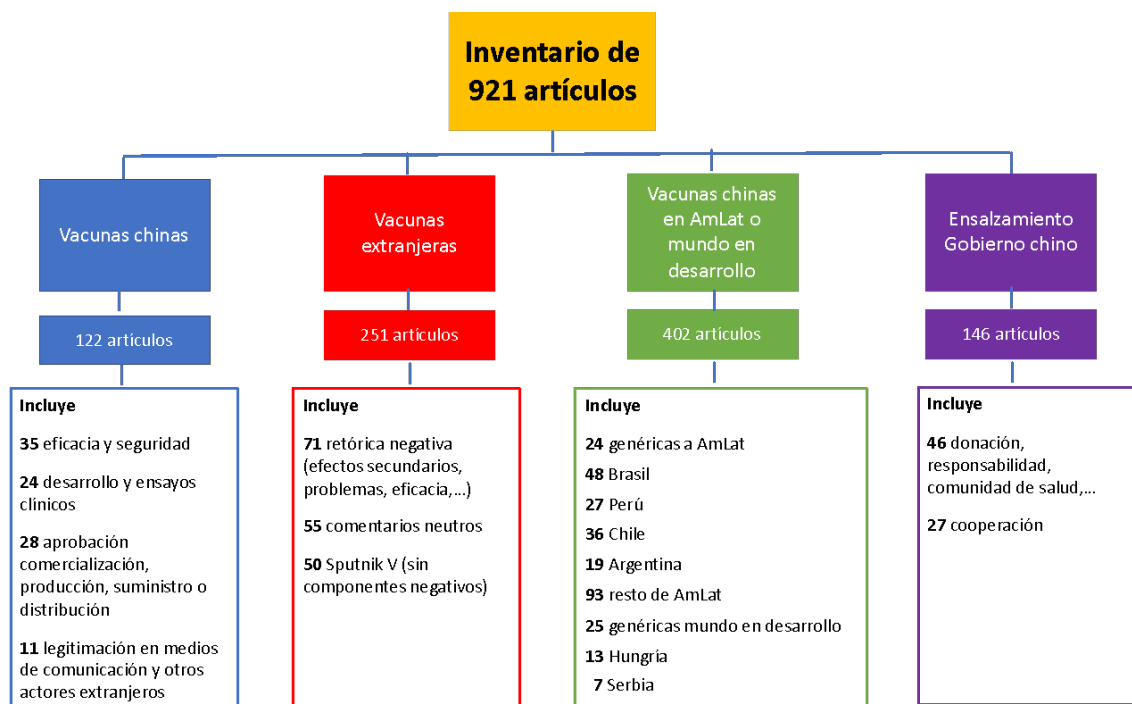 Inventario de
921 artículos
Vacunas chinas
122 artículos
Incluye
35 eficacia y seguridad
24 desarrollo y ensayos
clínicos
28 aprobación
comercialización,
producción, suministro o
distribución
11 legitimación en medios
de comunicación y otros
actores extranjeros
Vacunas
extranjeras
251 artículos
Incluye
71 retórica negativa
(efectos secundarios,
problemas, eficacia,...)
55 comentarios neutros
50 Sputnik V (sin
componentes negativos)
Vacunas chinas
en AmLat o
mundo en
desarrollo
402 artículos
Incluye
24 genéricas a AmLat
48 Brasil
27 Perú
36 Chile
19 Argentina
93 resto de AmLat
25 genéricas mundo en desarrollo
13 Hungría
7 Serbia
Ensalzamiento
Gobierno chino
146 artículos
Incluye
46 donación,
responsabilidad,
comunidad de salud,...
27 cooperación